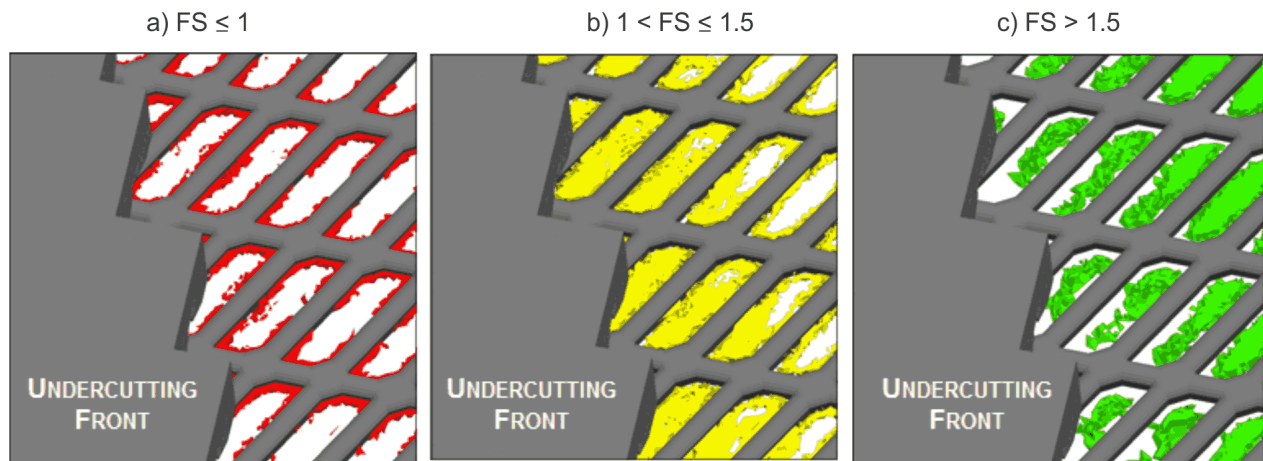 a) FS ≤ 1
b) 1 < FS ≤ 1.5
c) FS > 1.5
UNDERCUTTING
FRONT
UNDERCUTTING
FRONT
UNDERCUTTING
FRONT